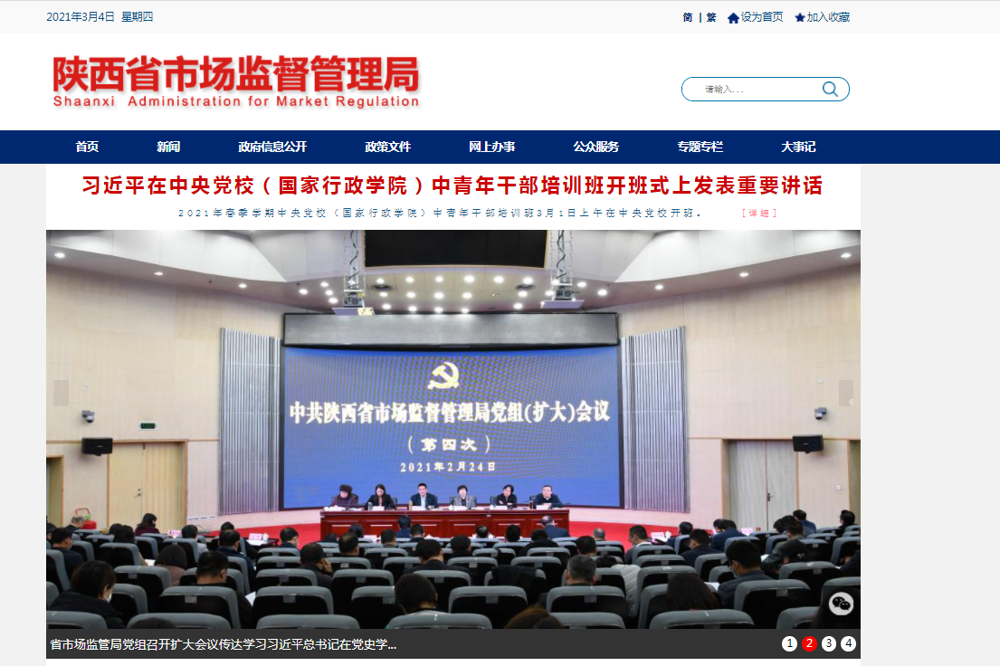 2021年3月4日 星期四
简 | 繁 设为首页 加入收藏
陕西省市场监督管理局
Shaanxi Administration for Market Regulation
请输入...
首页 新闻 政府信息公开 政策文件 网上办事 公众服务 专题专栏 大事记
习近平在中央党校（国家行政学院）中青年干部培训班开班式上发表重要讲话
2021年春季学期中央党校（国家行政学院）中青年干部培训班3月1日上午在中央党校开班。 [详细]
中共陕西省市场监督管理局党组(扩大)会议
(第四次)
2021年2月24日
省市场监管局党组召开扩大会议传达学习习近平总书记在党史学...
1 2 3 4